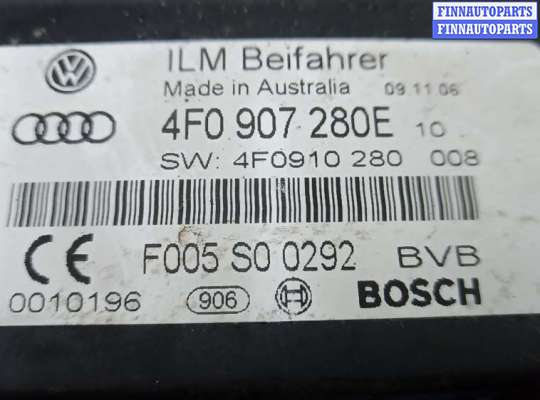 FINNAUTOPARTS
FINNAUTOPARTS
ILM Beifahrer
Made in Australia 09 11 06
4F0 907 280E 10
SW: 4F0910 280 008
CE F005 S0 0292 BVB
0010196 906 BOSCH